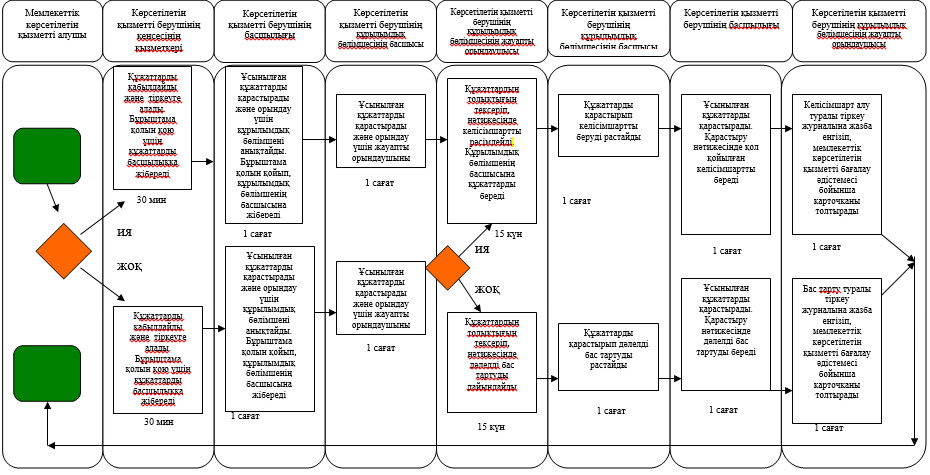 Мемлекеттік
көрсетілетін
қызметті алушы
Көрсетілетін
қызметті берушінің
кеңсесінің
қызметкері
Көрсетілетін
қызметті берушінің
басшылығы
Көрсетілетін
қызметті берушінің
құрылымдық
бөлімшесінің басшысы
Көрсетілетін қызметті
берушінің
құрылымдық
бөлімшесінің жауапты
орындаушысы
Көрсетілетін қызметті
берушінің
құрылымдық
бөлімшесінің басшысы
Көрсетілетін қызметті
берушінің басшылығы
Көрсетілетін қызметті
берушінің құрылымдық
бөлімшесінің жауапты
орындаушысы
Құжаттарды
қабылдайды
және тіркеуге
алады.
Бұрыштама
қолын қою
үшін
құжаттарды
басшылыққа
жібереді
30 мин
Ұсынылған
құжаттарды
қарастырады
және орындау
үшін
құрылымдық
бөлімшені
анықтайды.
Бұрыштама
қолын қойып,
құрылымдық
бөлімшенің
басшысына
жібереді
1 сағат
Ұсынылған
құжаттарды
қарастырады
және орындау
үшін жауапты
орындаушыны
1 сағат
Құжаттардың
толықтығын
тексеріп,
нәтижесінде
келісімшартты
рәсімдейді
Құрылымдық
бөлімшенің
басшысына
құжаттарды
береді
15 күн
Құжаттарды
қарастырып
келісімшартты
беруді растайды
1 сағат
Ұсынылған
құжаттарды
қарастырады.
Қарастыру
нәтижесінде қол
қойылған
келісімшартты
береді
1 сағат
Келісімшарт алу
туралы тіркеу
журналына жазба
енгізіп,
мемлекеттік
көрсетілетін
қызметті бағалау
әдістемесі
бойынша
карточканы
толтырады
1 сағат
ИЯ
ЖОҚ
ИЯ
ЖОҚ
Құжаттарды
қабылдайды
және тіркеуге
алады.
Бұрыштама
қолын қою үшін
құжаттарды
басшылыққа
жібереді
30 мин
Ұсынылған
құжаттарды
қарастырады
және орындау
үшін
құрылымдық
бөлімшені
анықтайды.
Бұрыштама
қолын қойып,
құрылымдық
бөлімшенің
басшысына
жібереді
1 сағат
Ұсынылған
құжаттарды
қарастырады
және орындау
үшін жауапты
орындаушыны
1 сағат
Құжаттардың
толықтығын
тексеріп,
нәтижесінде
дәлелді бас
тартуды
дайындайды
15 күн
Құжаттарды
қарастырып дәлелді
бас тартуды
растайды
1 сағат
Ұсынылған
құжаттарды
қарастырады.
Қарастыру
нәтижесінде
дәлелді бас
тартуды береді
1 сағат
Бас тарту туралы
тіркеу
журналына жазба
енгізіп,
мемлекеттік
көрсетілетін
қызметті бағалау
әдістемесі
бойынша
карточканы
толтырады
1 сағат